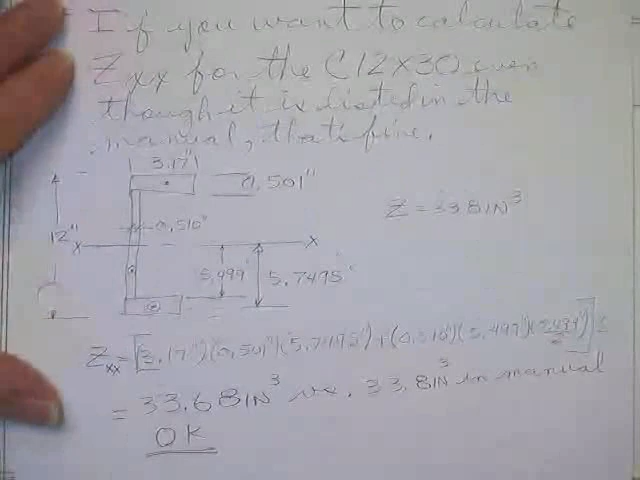 If you want to calculate
Zxx for the C12X30 even
though it is listed in the
manual, thats fine.
3.17"
0.501"
Z = 33.8 IN³
0.510"
12"
X X
5.499" 5.7495"
Zxx = [(3.17")(0.501")(5.7495")+(0.510")(5.499")(5.499"/2)] 2
= 33.68 IN³ vs. 33.8 IN³ in manual
OK